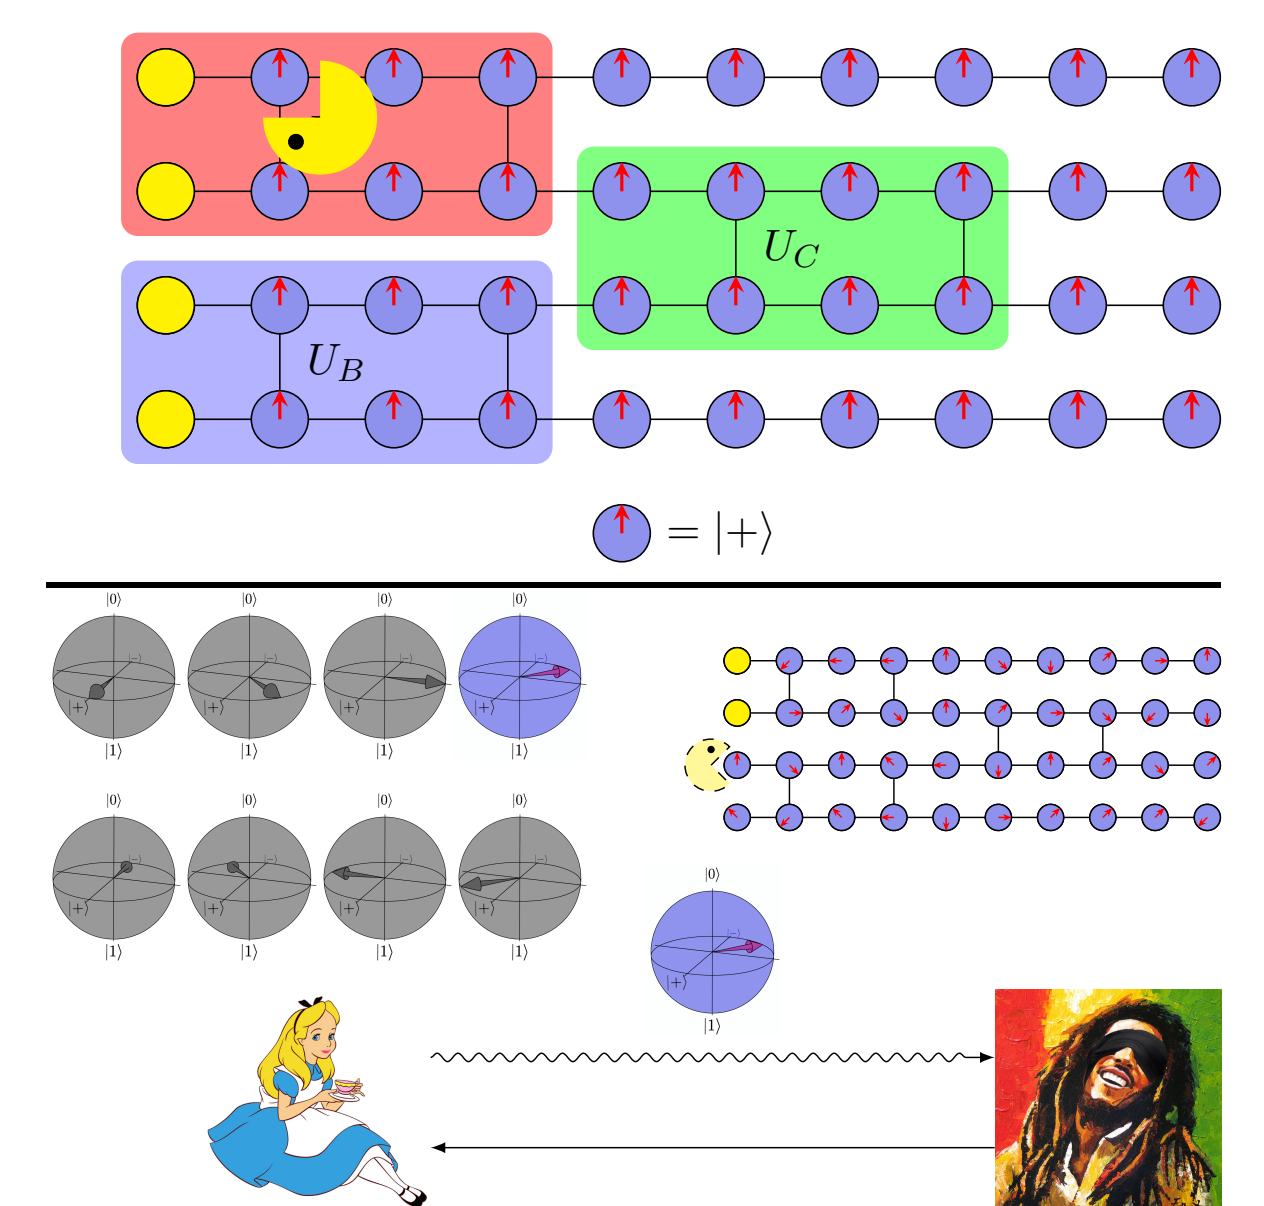 U_C
U_B
= |+⟩
|0⟩ |0⟩ |0⟩ |0⟩
|−⟩ |−⟩ |−⟩ |−⟩
|+⟩ |+⟩ |+⟩ |+⟩
|1⟩ |1⟩ |1⟩ |1⟩
|0⟩ |0⟩ |0⟩ |0⟩
|−⟩ |−⟩ |−⟩ |−⟩
|+⟩ |+⟩ |+⟩ |+⟩
|1⟩ |1⟩ |1⟩ |1⟩
|0⟩
|−⟩
|+⟩
|1⟩